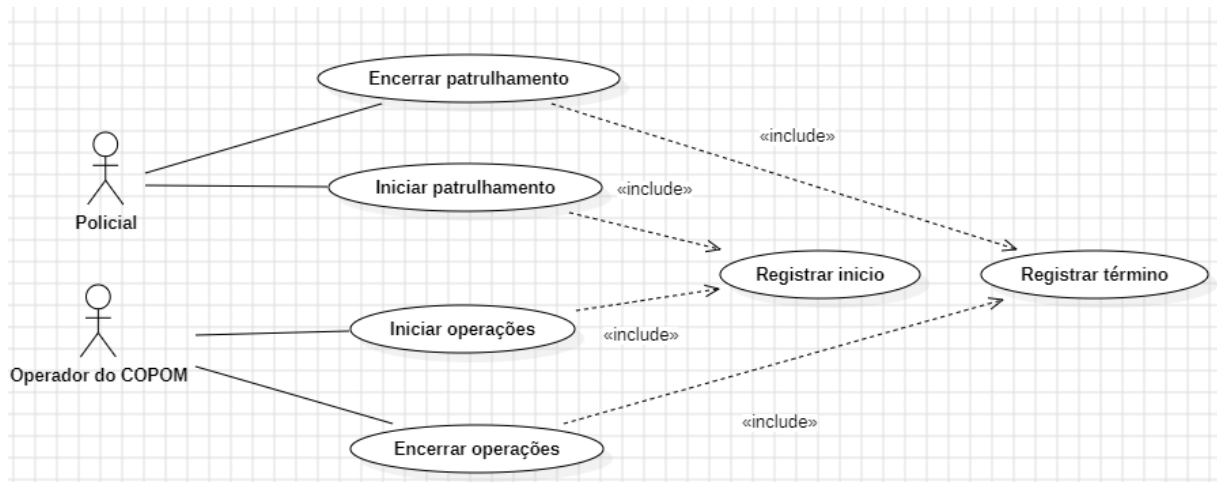 Encerrar patrulhamento
«include»
Iniciar patrulhamento
«include»
Policial
Registrar inicio
Registrar término
Iniciar operações
«include»
Operador do COPOM
«include»
Encerrar operações